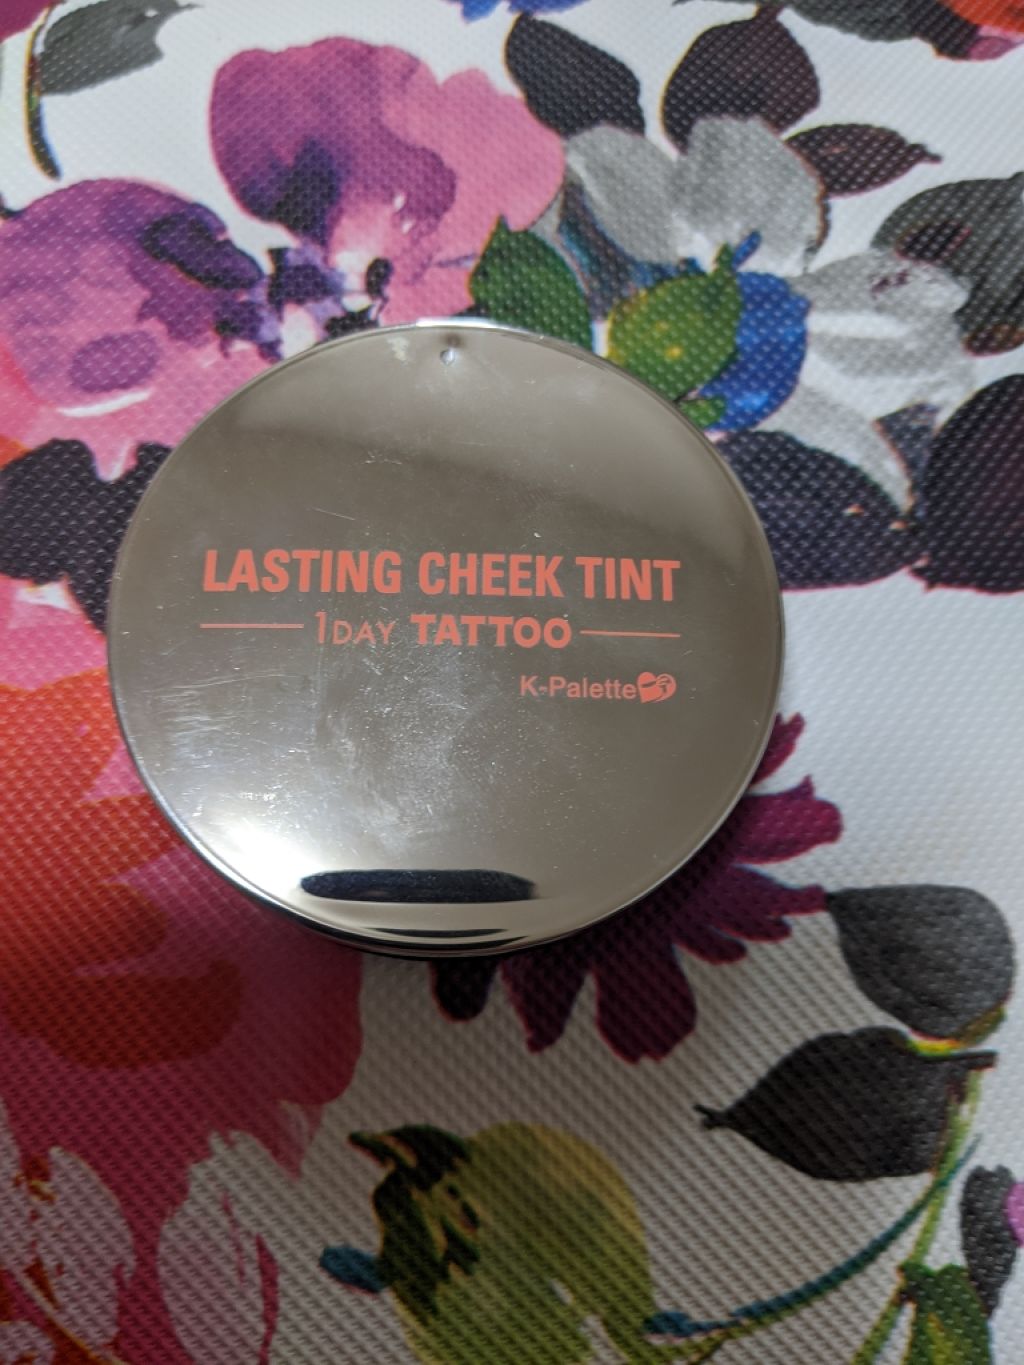 LASTING CHEEK TINT
1DAY TATTOO
K-Palette